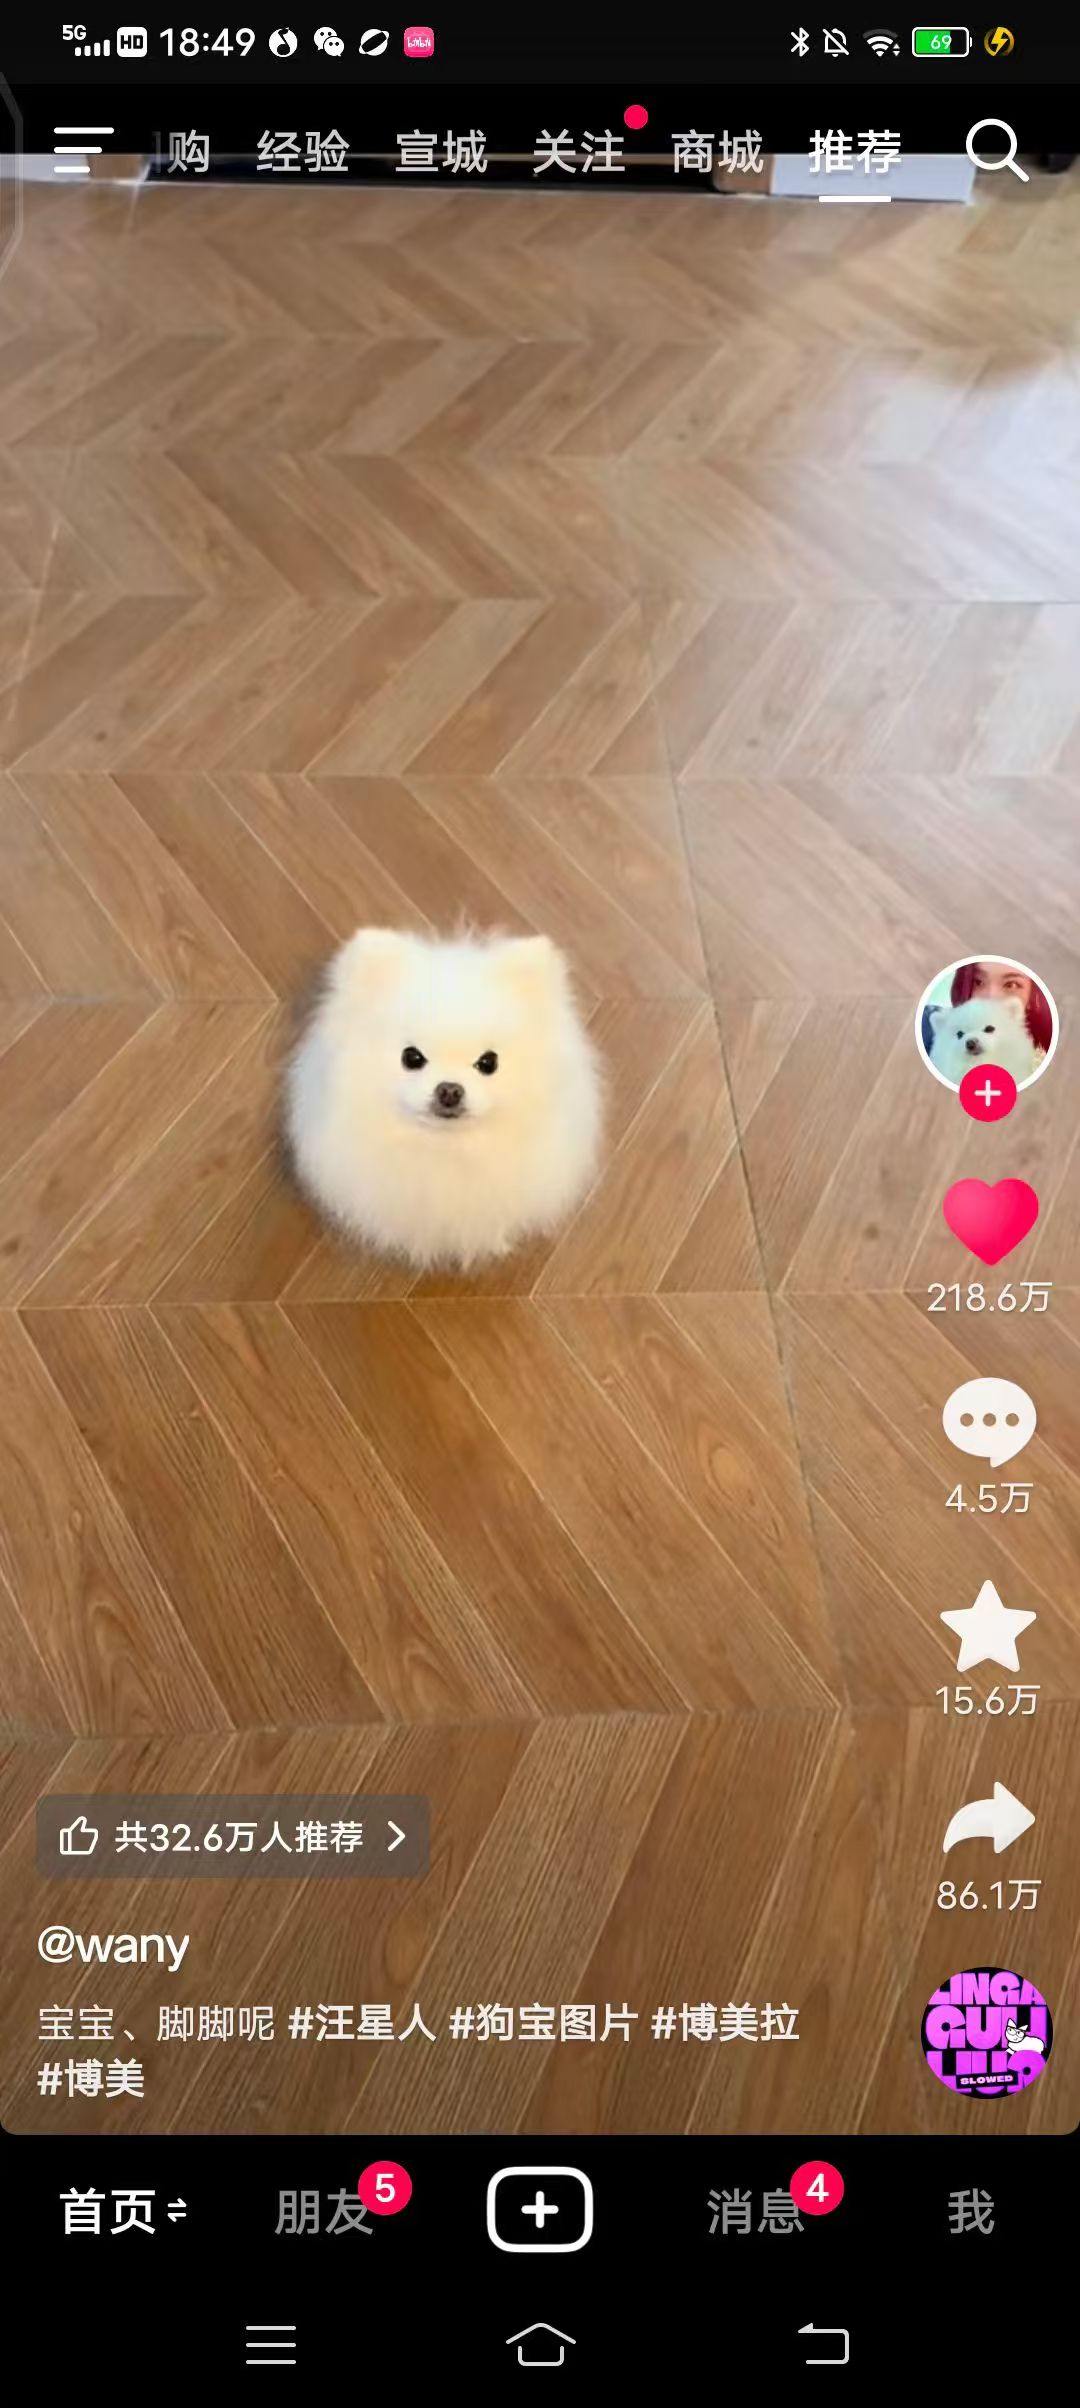 5G HD 18:49 69
购 经验 宣城 关注 商城 推荐
218.6万
4.5万
15.6万
86.1万
共32.6万人推荐
@wany
宝宝、脚脚呢 #汪星人 #狗宝图片 #博美拉
#博美
LINGA
GULI
SLOWED
首页 朋友 5 消息 4 我